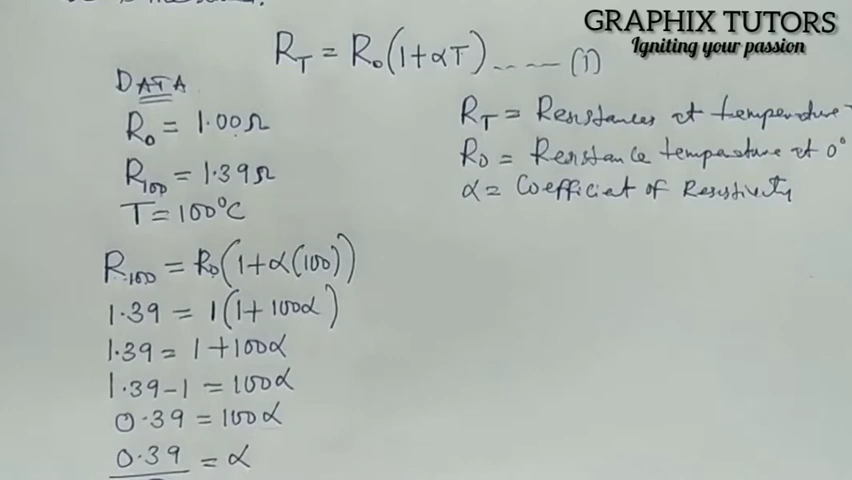 GRAPHIX TUTORS
Igniting your passion
R_T = R_0(1+αT) ..---- (1)
DATA
R_0 = 1.00Ω
R_100 = 1.39Ω
T = 100°C
R_T = Resistances at temperature
R_0 = Resistance temperature at 0°
α = Coefficient of Resistivity
R_100 = R_0(1+α(100))
1.39 = 1(1+100α)
1.39 = 1+100α
1.39-1 = 100α
0.39 = 100α
0.39 = α